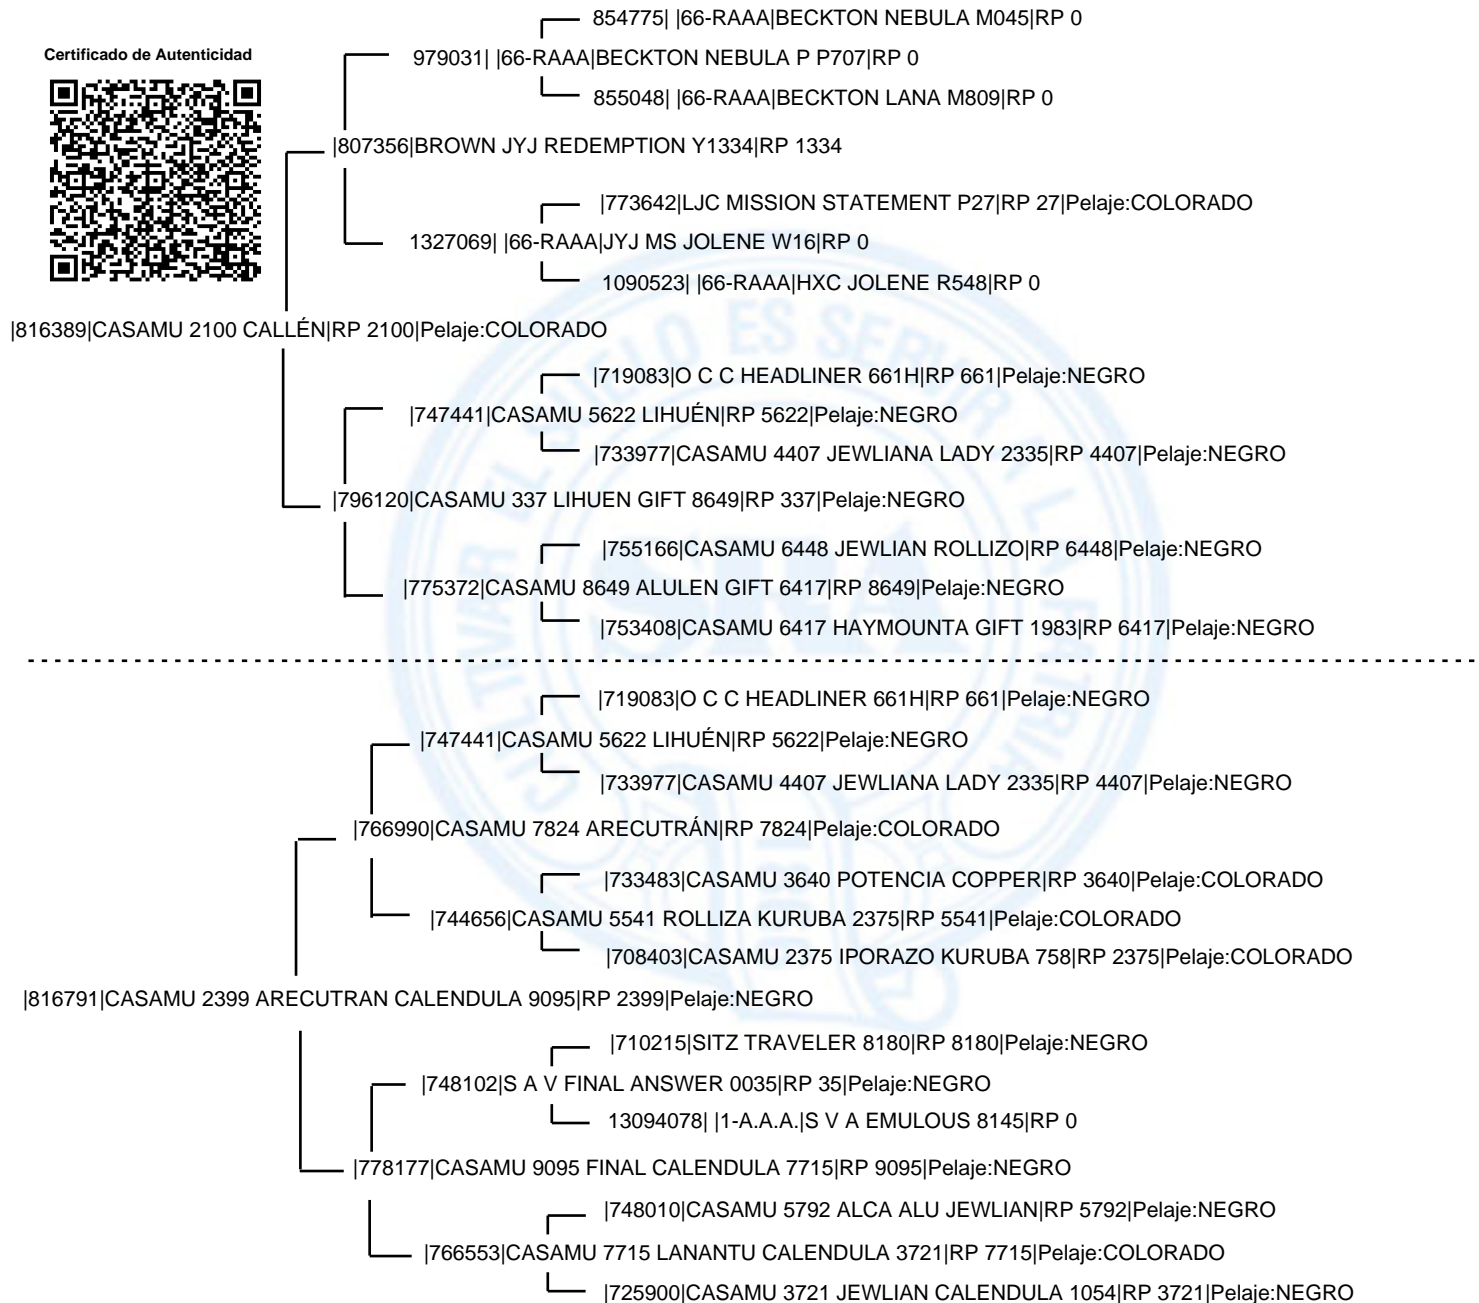 854775| |66-RAAA|BECKTON NEBULA M045|RP 0
Certificado de Autenticidad
979031| |66-RAAA|BECKTON NEBULA P P707|RP 0
855048| |66-RAAA|BECKTON LANA M809|RP 0
|807356|BROWN JYJ REDEMPTION Y1334|RP 1334
|773642|LJC MISSION STATEMENT P27|RP 27|Pelaje:COLORADO
1327069| |66-RAAA|JYJ MS JOLENE W16|RP 0
1090523| |66-RAAA|HXC JOLENE R548|RP 0
|816389|CASAMU 2100 CALLÉN|RP 2100|Pelaje:COLORADO
|719083|O C C HEADLINER 661H|RP 661|Pelaje:NEGRO
|747441|CASAMU 5622 LIHUÉN|RP 5622|Pelaje:NEGRO
|733977|CASAMU 4407 JEWLIANA LADY 2335|RP 4407|Pelaje:NEGRO
|796120|CASAMU 337 LIHUEN GIFT 8649|RP 337|Pelaje:NEGRO
|755166|CASAMU 6448 JEWLIAN ROLLIZO|RP 6448|Pelaje:NEGRO
|775372|CASAMU 8649 ALULEN GIFT 6417|RP 8649|Pelaje:NEGRO
|753408|CASAMU 6417 HAYMOUNTA GIFT 1983|RP 6417|Pelaje:NEGRO
|719083|O C C HEADLINER 661H|RP 661|Pelaje:NEGRO
|747441|CASAMU 5622 LIHUÉN|RP 5622|Pelaje:NEGRO
|733977|CASAMU 4407 JEWLIANA LADY 2335|RP 4407|Pelaje:NEGRO
|766990|CASAMU 7824 ARECUTRÁN|RP 7824|Pelaje:COLORADO
|733483|CASAMU 3640 POTENCIA COPPER|RP 3640|Pelaje:COLORADO
|744656|CASAMU 5541 ROLLIZA KURUBA 2375|RP 5541|Pelaje:COLORADO
|708403|CASAMU 2375 IPORAZO KURUBA 758|RP 2375|Pelaje:COLORADO
|816791|CASAMU 2399 ARECUTRAN CALENDULA 9095|RP 2399|Pelaje:NEGRO
|710215|SITZ TRAVELER 8180|RP 8180|Pelaje:NEGRO
|748102|S A V FINAL ANSWER 0035|RP 35|Pelaje:NEGRO
13094078| |1-A.A.A.|S V A EMULOUS 8145|RP 0
|778177|CASAMU 9095 FINAL CALENDULA 7715|RP 9095|Pelaje:NEGRO
|748010|CASAMU 5792 ALCA ALU JEWLIAN|RP 5792|Pelaje:NEGRO
|766553|CASAMU 7715 LANANTU CALENDULA 3721|RP 7715|Pelaje:COLORADO
|725900|CASAMU 3721 JEWLIAN CALENDULA 1054|RP 3721|Pelaje:NEGRO
CULTIVAR EL SUELO ES SERVIR A LA PATRIA
SRA